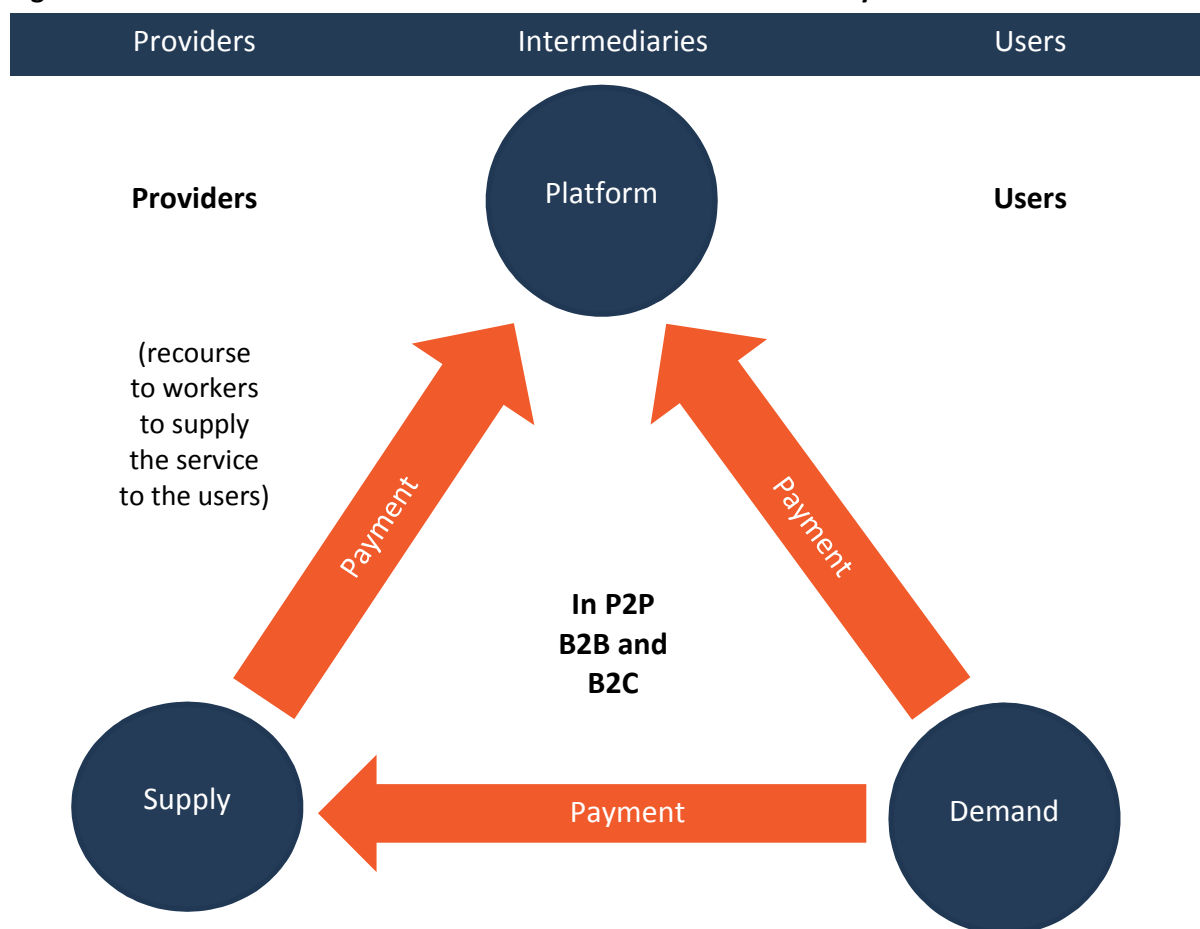 Providers Intermediaries Users
Platform
Providers
Users
(recourse
to workers
to supply
the service
to the users)
Payment
Payment
In P2P
B2B and
B2C
Supply
Payment
Demand